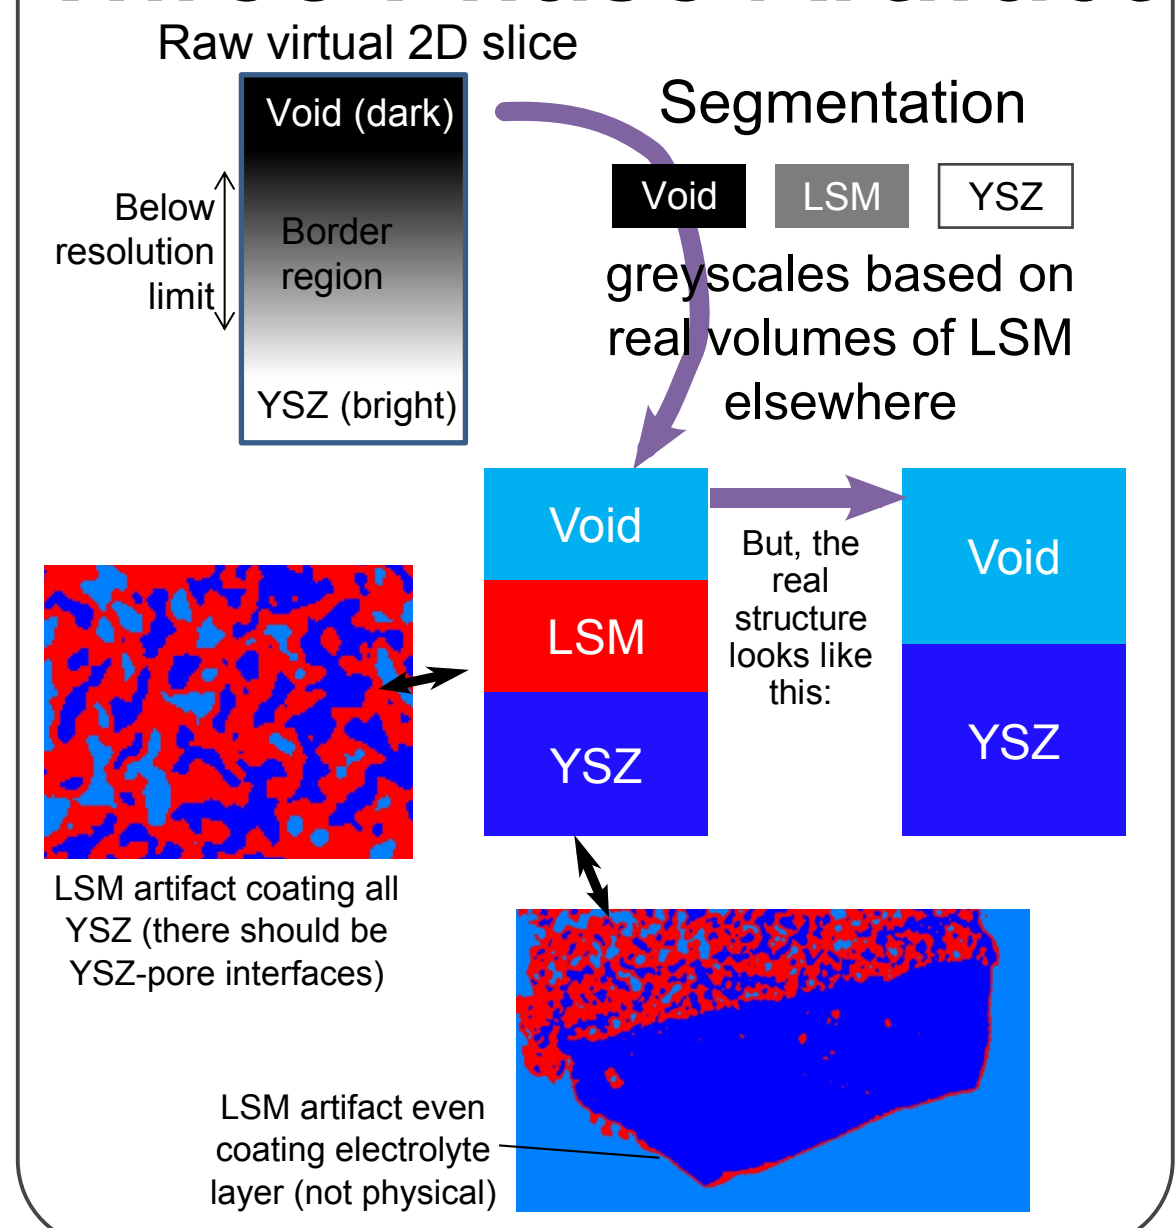 Raw virtual 2D slice
Void (dark)
Below
resolution
limit
Border
region
YSZ (bright)
Segmentation
Void
LSM
YSZ
greyscales based on
real volumes of LSM
elsewhere
Void
LSM
YSZ
But, the
real
structure
looks like
this:
Void
YSZ
LSM artifact coating all
YSZ (there should be
YSZ-pore interfaces)
LSM artifact even
coating electrolyte
layer (not physical)